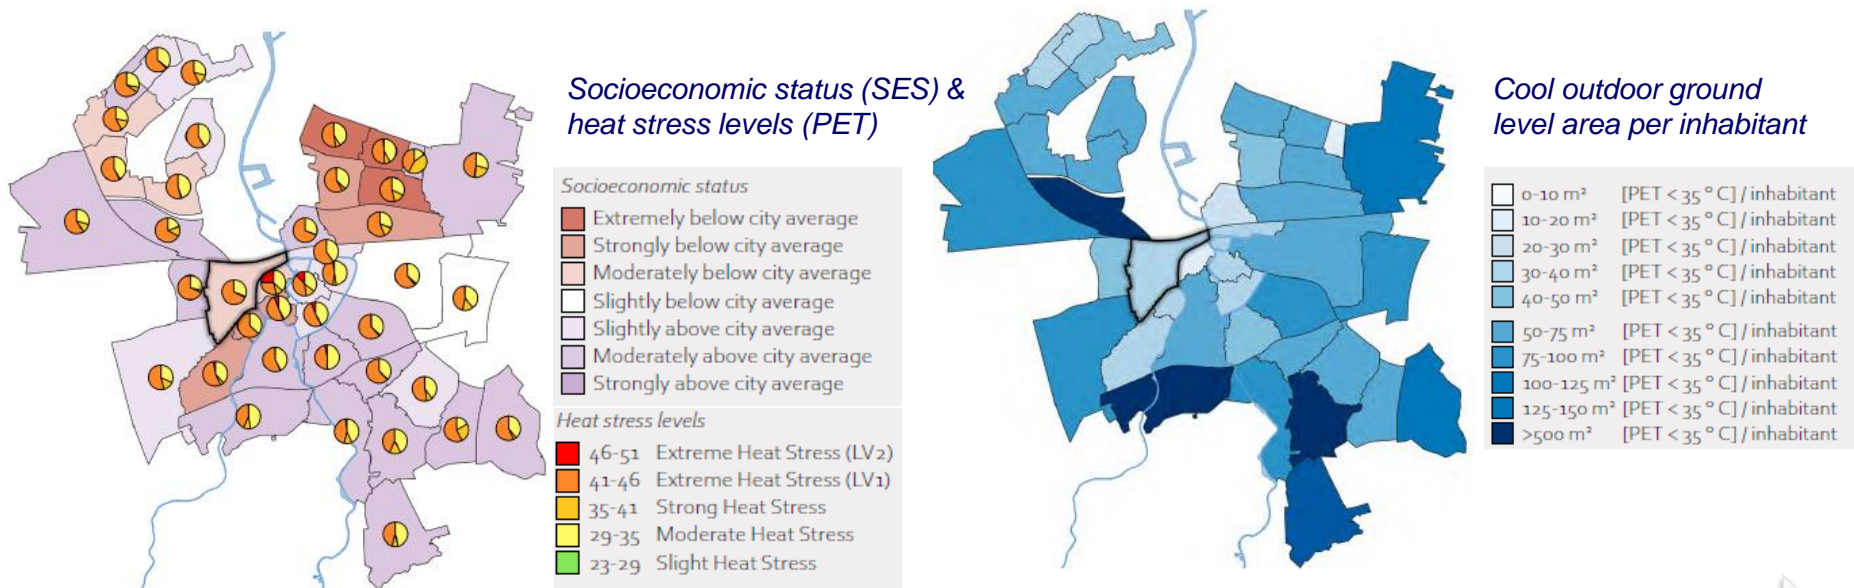 Socioeconomic status (SES) &
heat stress levels (PET)
Socioeconomic status
Extremely below city average
Strongly below city average
Moderately below city average
Slightly below city average
Slightly above city average
Moderately above city average
Strongly above city average
Heat stress levels
46-51 Extreme Heat Stress (LV2)
41-46 Extreme Heat Stress (LV1)
35-41 Strong Heat Stress
29-35 Moderate Heat Stress
23-29 Slight Heat Stress
Cool outdoor ground
level area per inhabitant
0-10 m² [PET < 35 ° C] / inhabitant
10-20 m² [PET < 35 ° C] / inhabitant
20-30 m² [PET < 35 ° C] / inhabitant
30-40 m² [PET < 35 ° C] / inhabitant
40-50 m² [PET < 35 ° C] / inhabitant
50-75 m² [PET < 35 ° C] / inhabitant
75-100 m² [PET < 35 ° C] / inhabitant
100-125 m² [PET < 35 ° C] / inhabitant
125-150 m² [PET < 35 ° C] / inhabitant
>500 m² [PET < 35 ° C] / inhabitant